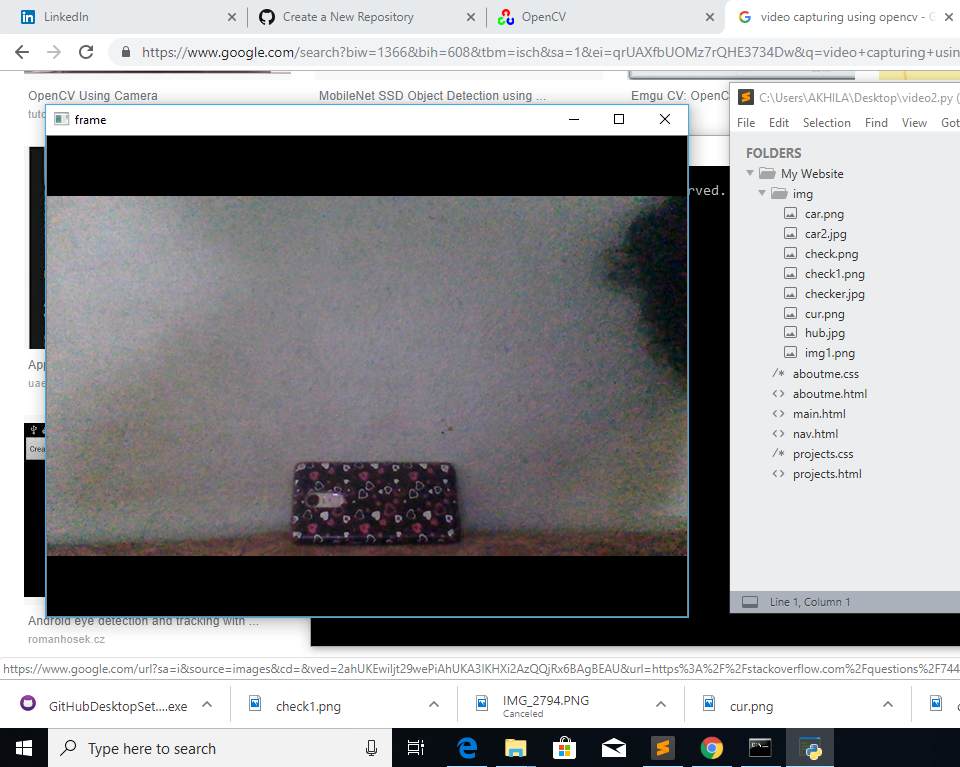 LinkedIn
Create a New Repository
OpenCV
video capturing using opencv - G
https://www.google.com/search?biw=1366&bih=608&tbm=isch&sa=1&ei=qrUAXfbUOMz7rQHE3734Dw&q=video+capturing+usin
OpenCV Using Camera
MobileNet SSD Object Detection using ...
Emgu CV: OpenC
tuto
frame
C:\Users\AKHILA\Desktop\video2.py (
File Edit Selection Find View Got
FOLDERS
My Website
rved.
img
car.png
car2.jpg
check.png
check1.png
checker.jpg
cur.png
hub.jpg
img1.png
App
aboutme.css
uae
aboutme.html
main.html
nav.html
Crea
projects.css
projects.html
Line 1, Column 1
Android eye detection and tracking with ...
romanhosek.cz
https://www.google.com/url?sa=i&source=images&cd=&ved=2ahUKEwiljt29wePiAhUKA3IKHXi2AzQQjRx6BAgBEAU&url=https%3A%2F%2Fstackoverflow.com%2Fquestions%2F744
GitHubDesktopSet....exe
check1.png
IMG_2794.PNG
Canceled
cur.png
Type here to search